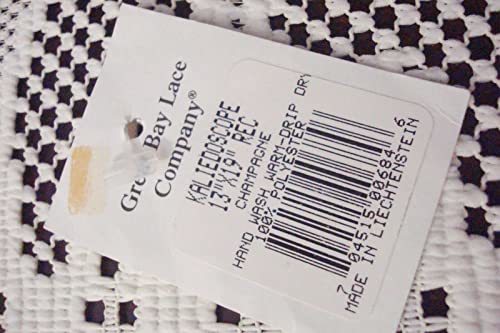 Green Bay Lace
Company®
KALIEDOSCOPE
13"X19" REC
CHAMPAGNE
HAND WASH WARM-DRIP DRY
100% POLYESTER
7 04515 00684 6
MADE IN LIECHTENSTEIN